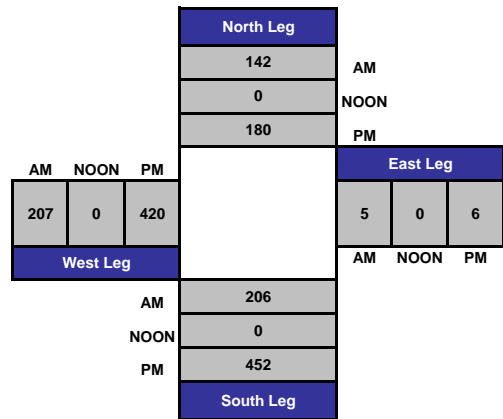 North Leg
142 AM
0 NOON
180 PM
AM NOON PM East Leg
207 0 420 5 0 6
West Leg AM NOON PM
AM 206
NOON 0
PM 452
South Leg